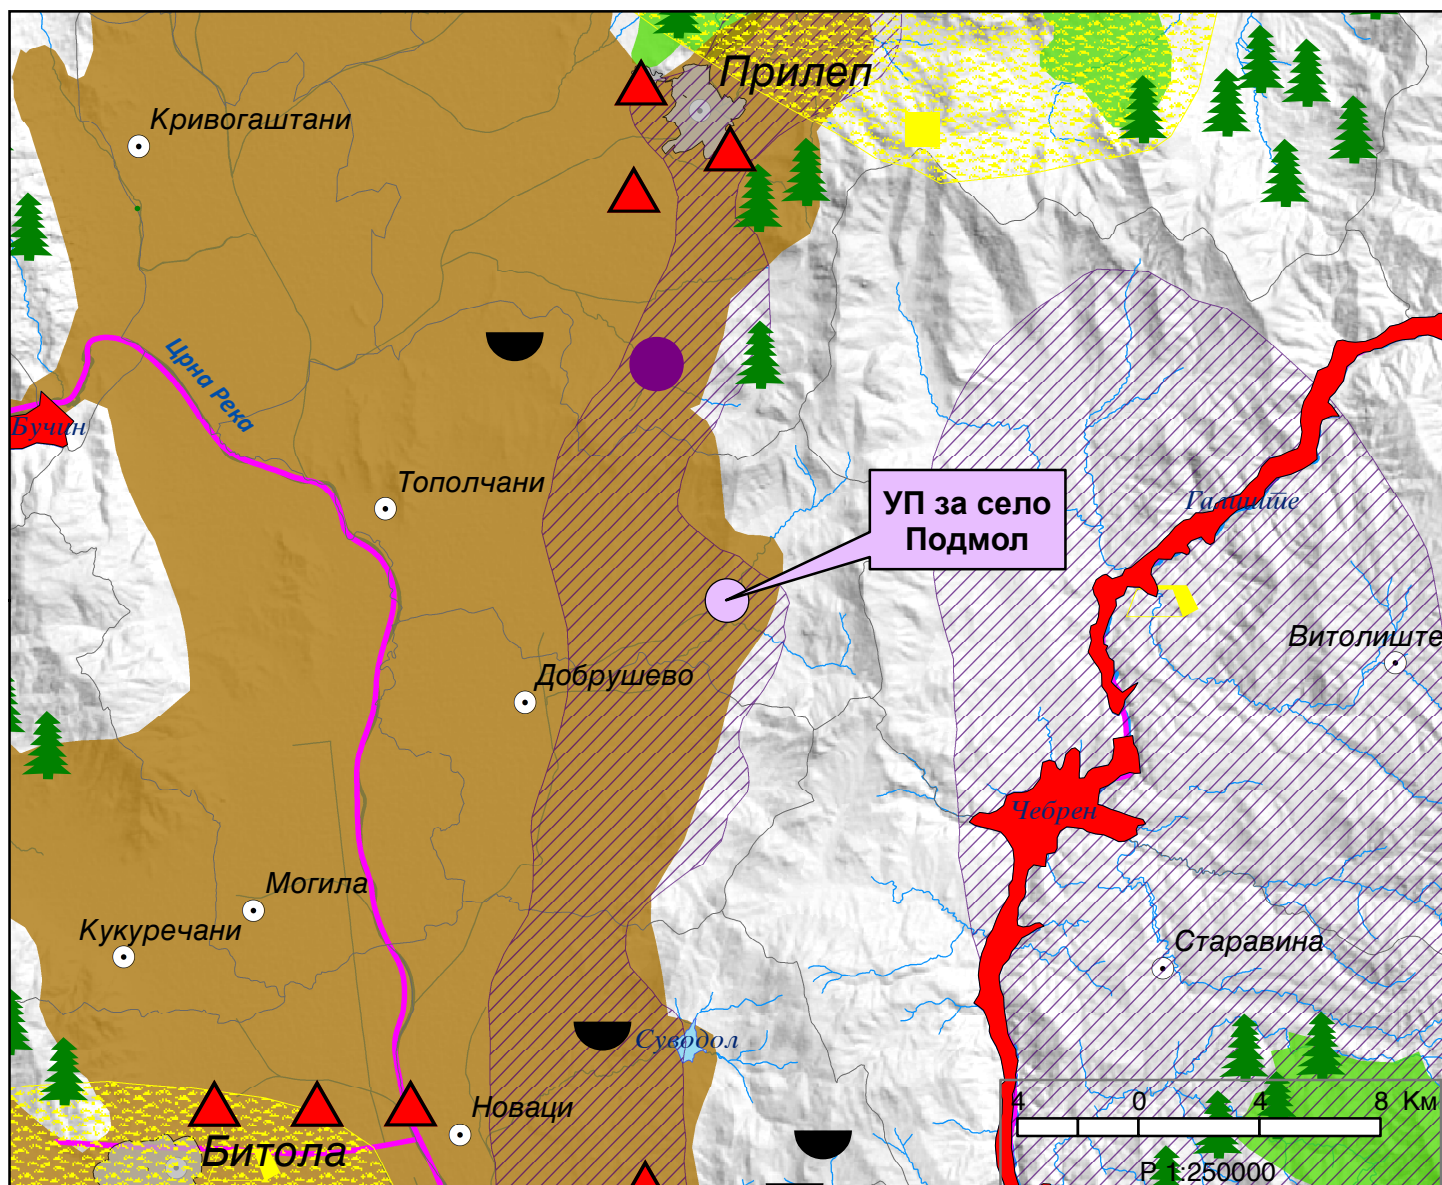 Прилеп
Кривогаштани
Црна Река
Бучин
Тополчани
УП за село
Подмол
Галиште
Витолиште
Добрушево
Чебрен
Могила
Кукуречани
Старавина
Суводол
Новаци
Битола
4 0 4 8 Км
Р 1:250000